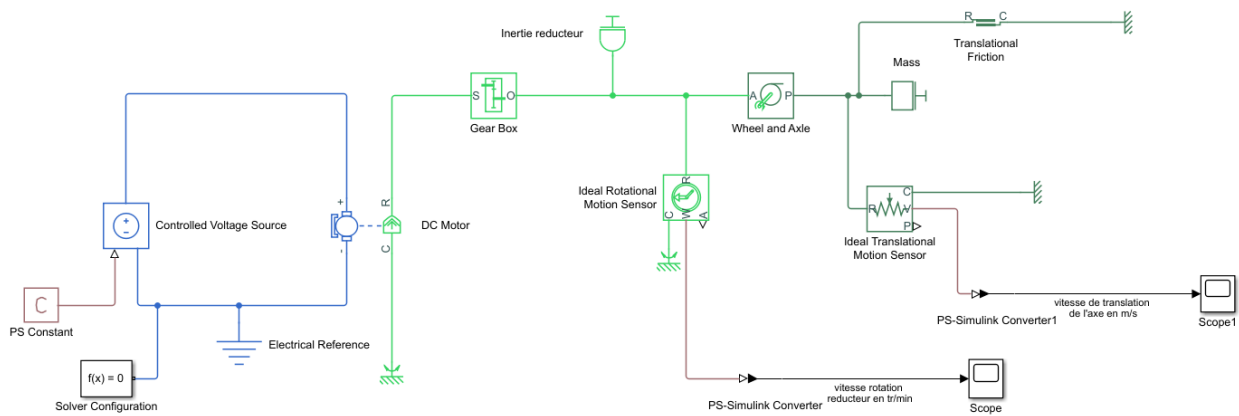 Inertie reducteur
R
C
Translational
Friction
Mass
S
O
Gear Box
A
P
Wheel and Axle
Ideal Rotational
Motion Sensor
R
C
W
A
C
R
V
P
Ideal Translational
Motion Sensor
+
-
R
C
DC Motor
Controlled Voltage Source
C
PS Constant
Electrical Reference
f(x) = 0
Solver Configuration
PS-Simulink Converter1
vitesse de translation
de l'axe en m/s
Scope1
PS-Simulink Converter
vitesse rotation
reducteur en tr/min
Scope